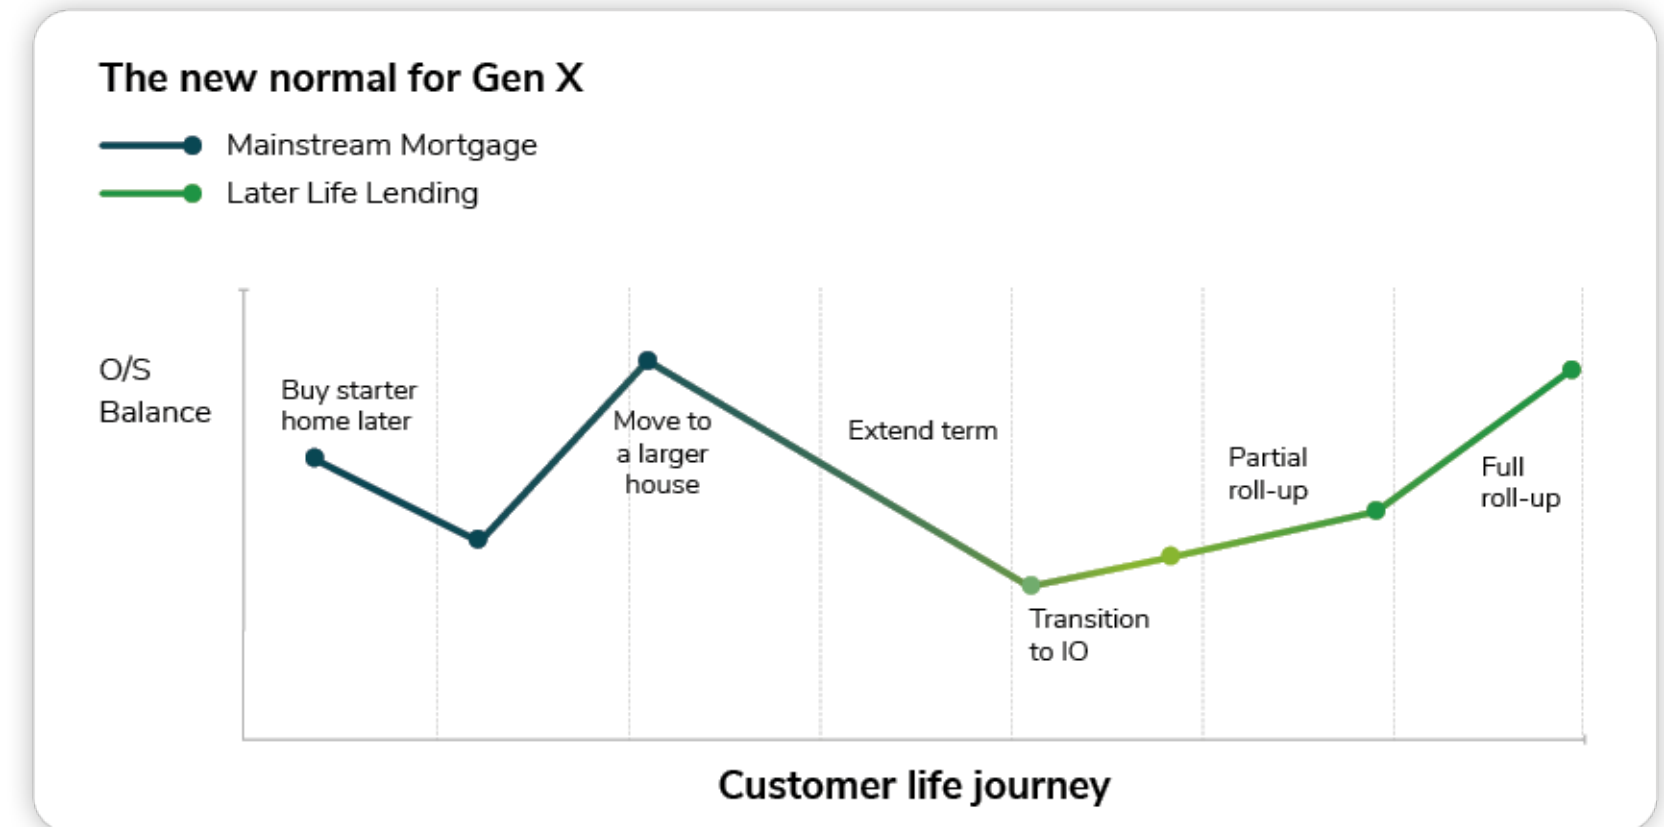 The new normal for Gen X
Mainstream Mortgage
Later Life Lending
O/S
Balance
Buy starter
home later
Move to
a larger
house
Extend term
Transition
to IO
Partial
roll-up
Full
roll-up
Customer life journey